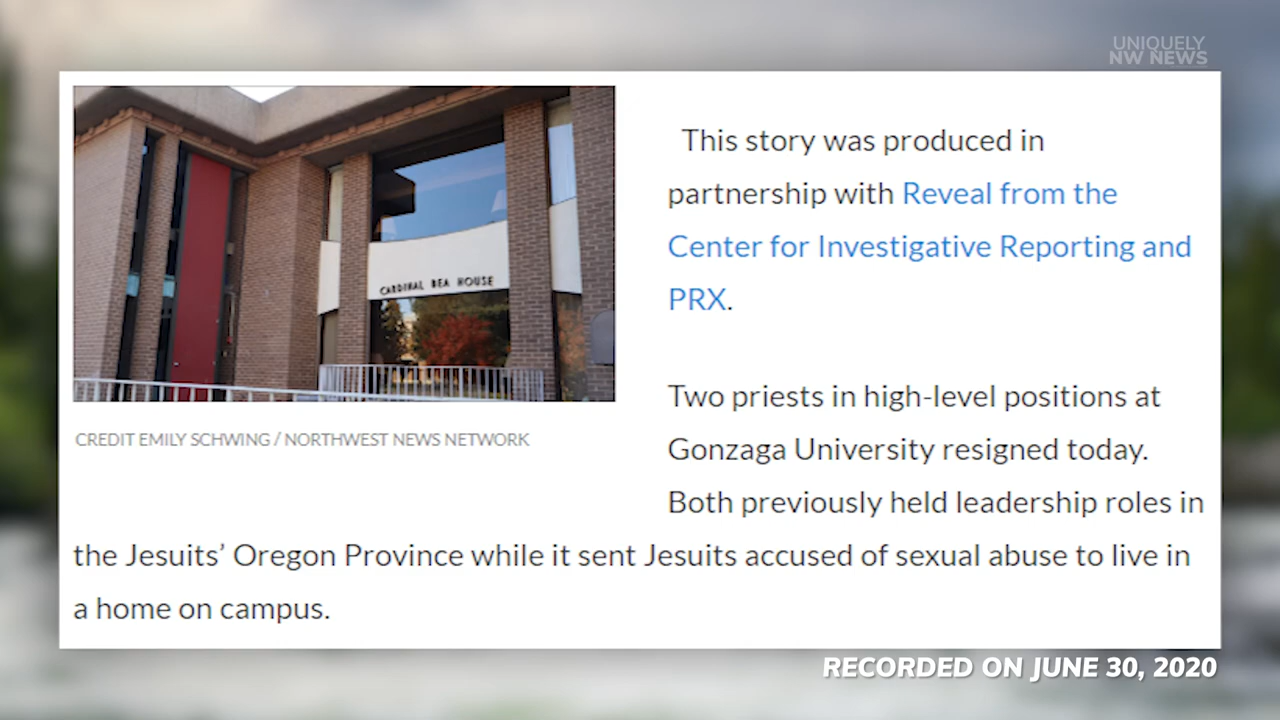 UNIQUELY
NW NEWS
CARDINAL BEA HOUSE
CREDIT EMILY SCHWING / NORTHWEST NEWS NETWORK
This story was produced in
partnership with Reveal from the
Center for Investigative Reporting and
PRX.
Two priests in high-level positions at
Gonzaga University resigned today.
Both previously held leadership roles in
the Jesuits’ Oregon Province while it sent Jesuits accused of sexual abuse to live in
a home on campus.
RECORDED ON JUNE 30, 2020